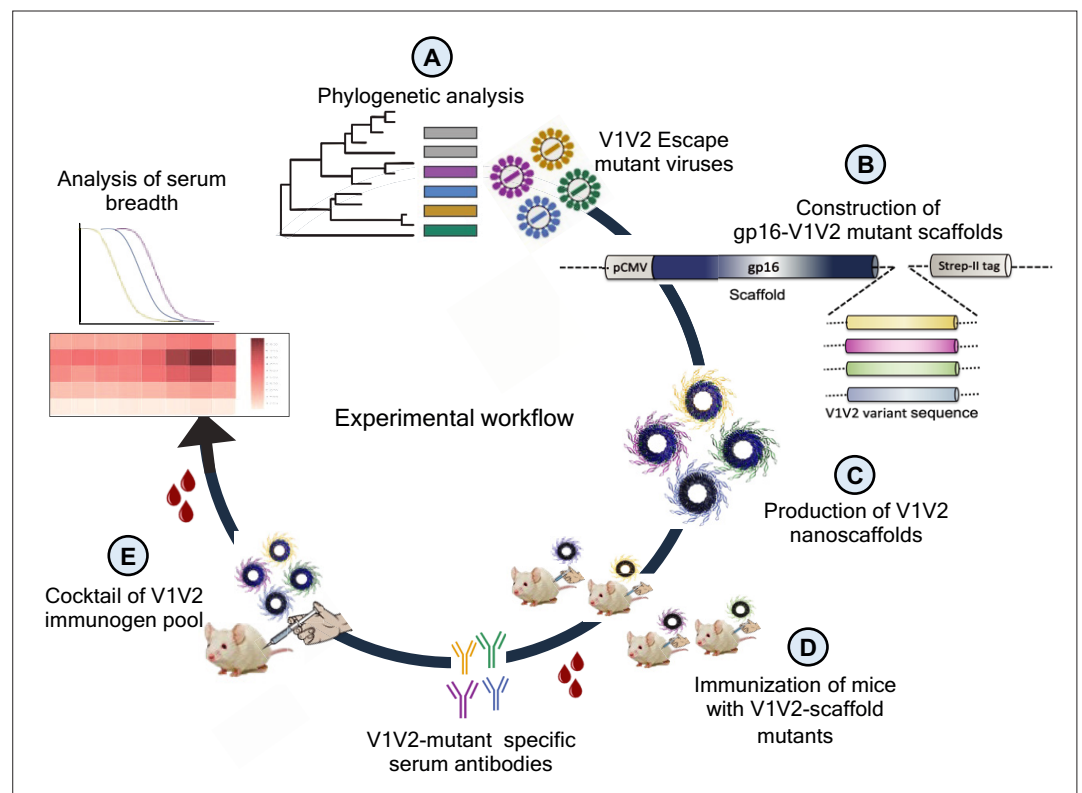 A
Phylogenetic analysis
V1V2 Escape
mutant viruses
B
Construction of
gp16-V1V2 mutant scaffolds
pCMV
gp16
Strep-II tag
Scaffold
V1V2 variant sequence
C
Production of V1V2
nanoscaffolds
D
Immunization of mice
with V1V2-scaffold
mutants
V1V2-mutant specific
serum antibodies
E
Cocktail of V1V2
immunogen pool
Analysis of serum
breadth
Experimental workflow